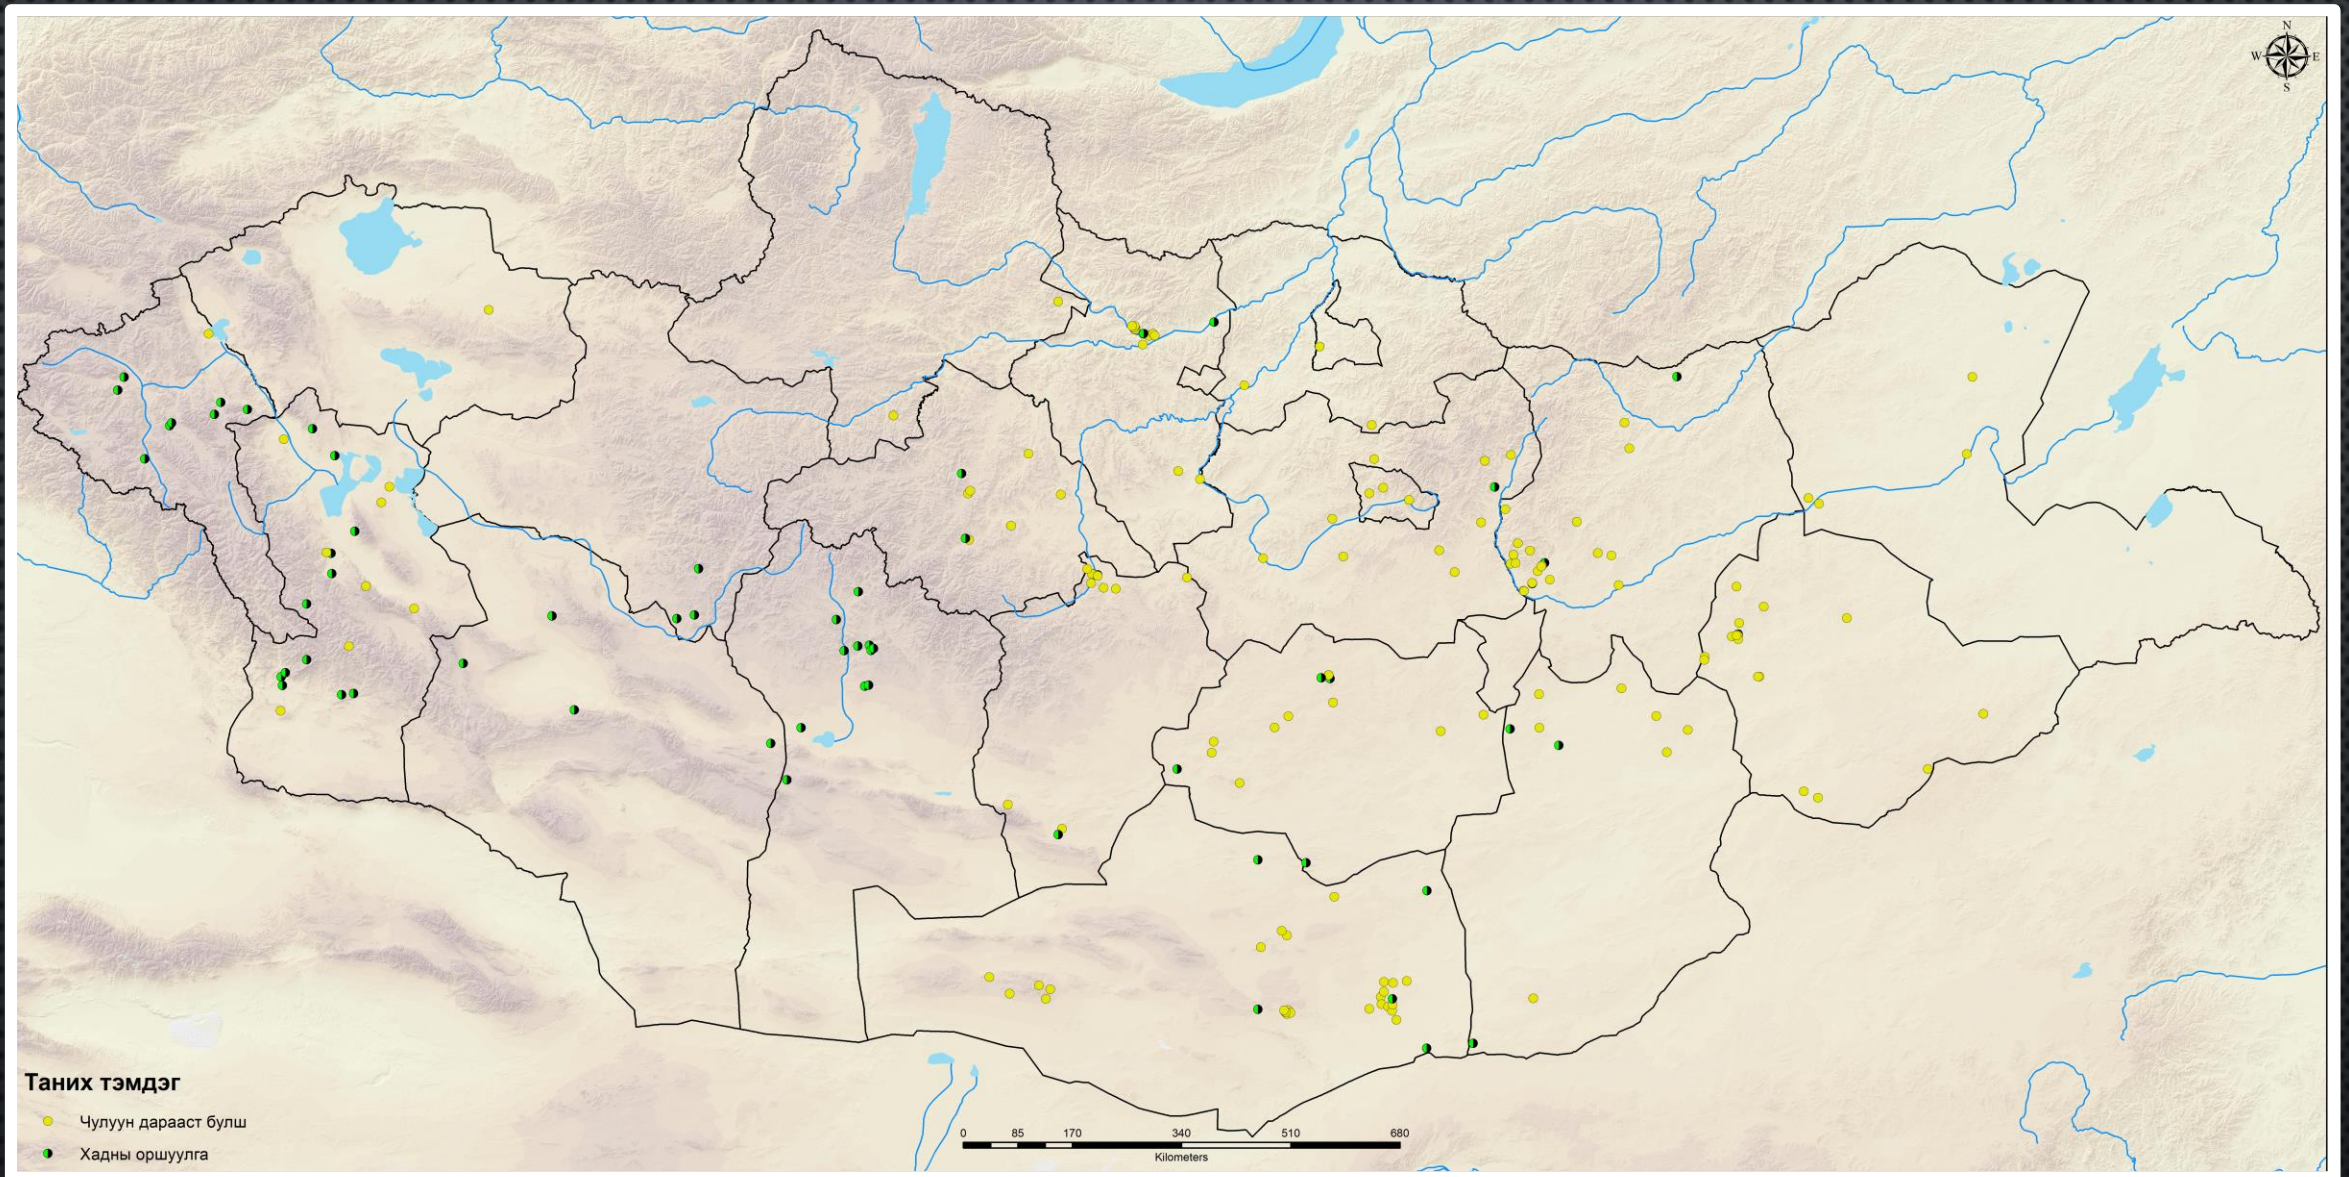 N
W E
S
Таних тэмдэг
Чулуун дарааст булш
Хадны оршуулга
0 85 170 340 510 680
Kilometers